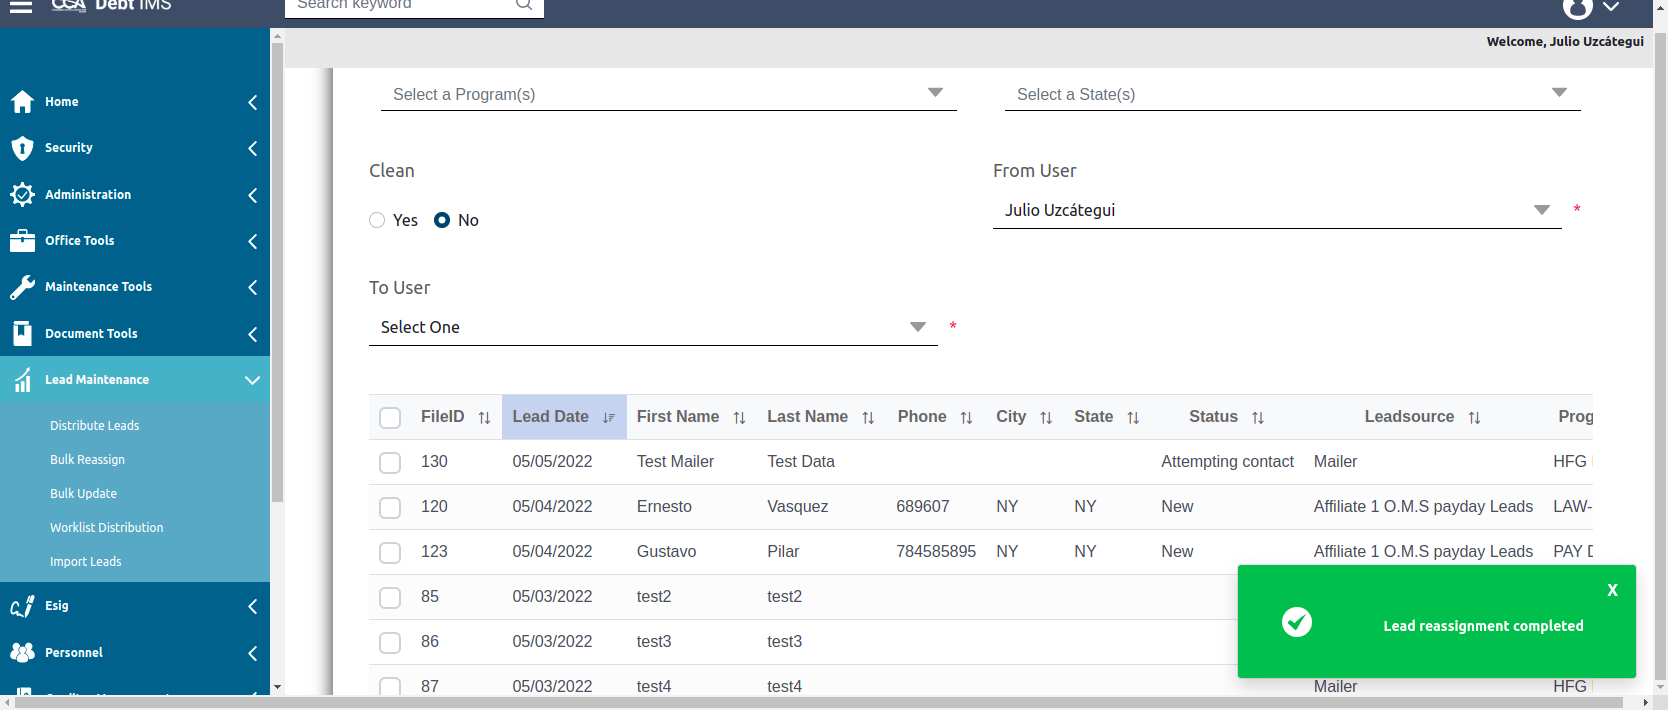 CCA Debt IMS
Search keyword
Welcome, Julio Uzcátegui
Home
Security
Administration
Office Tools
Maintenance Tools
Document Tools
Lead Maintenance
Distribute Leads
Bulk Reassign
Bulk Update
Worklist Distribution
Import Leads
Esig
Personnel
Select a Program(s)
Select a State(s)
Clean
From User
Yes
No
Julio Uzcátegui
*
To User
Select One
*
FileID Lead Date First Name Last Name Phone City State Status Leadsource Prog
130 05/05/2022 Test Mailer Test Data Attempting contact Mailer HFG
120 05/04/2022 Ernesto Vasquez 689607 NY NY New Affiliate 1 O.M.S payday Leads LAW-
123 05/04/2022 Gustavo Pilar 784585895 NY NY New Affiliate 1 O.M.S payday Leads PAY D
85 05/03/2022 test2 test2
86 05/03/2022 test3 test3
87 05/03/2022 test4 test4 Mailer HFG
X
Lead reassignment completed